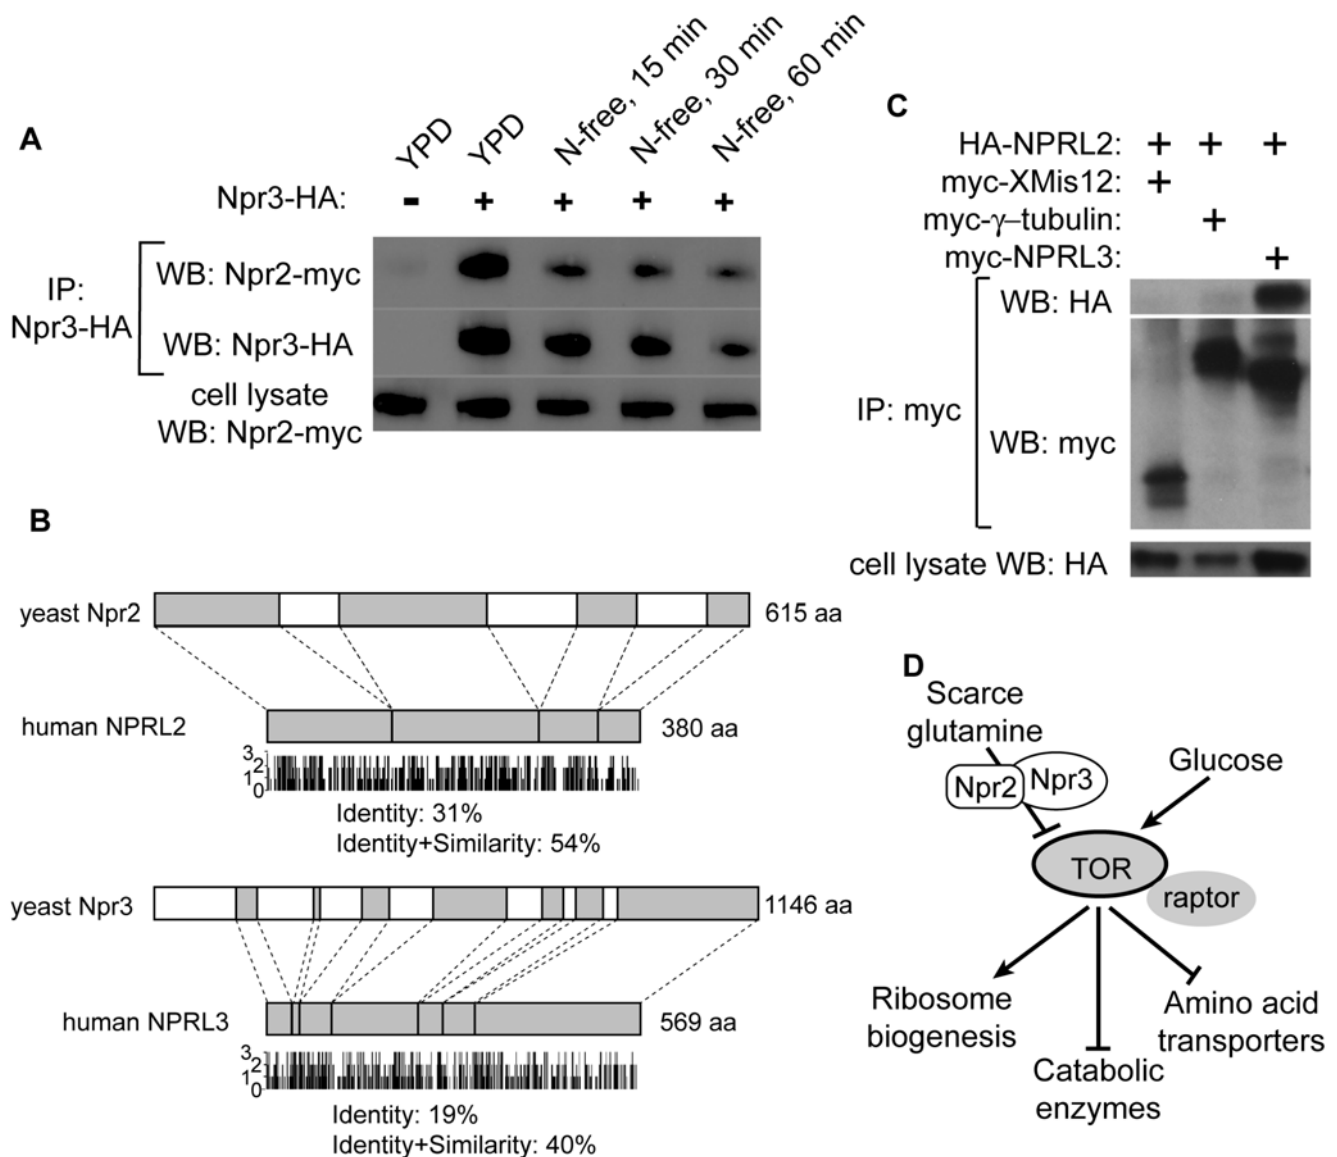 A
YPD
YPD
N-free, 15 min
N-free, 30 min
N-free, 60 min
Npr3-HA: - + + + +
IP:
Npr3-HA
WB: Npr2-myc
WB: Npr3-HA
cell lysate
WB: Npr2-myc
B
yeast Npr2
615 aa
human NPRL2
380 aa
3
2
1
0
Identity: 31%
Identity+Similarity: 54%
yeast Npr3
1146 aa
human NPRL3
569 aa
3
2
1
0
Identity: 19%
Identity+Similarity: 40%
C
HA-NPRL2: + + +
myc-XMis12: +
myc-γ–tubulin: +
myc-NPRL3: +
WB: HA
IP: myc
WB: myc
cell lysate WB: HA
D
Scarce
glutamine
Npr2
Npr3
Glucose
TOR
raptor
Ribosome
biogenesis
Catabolic
enzymes
Amino acid
transporters